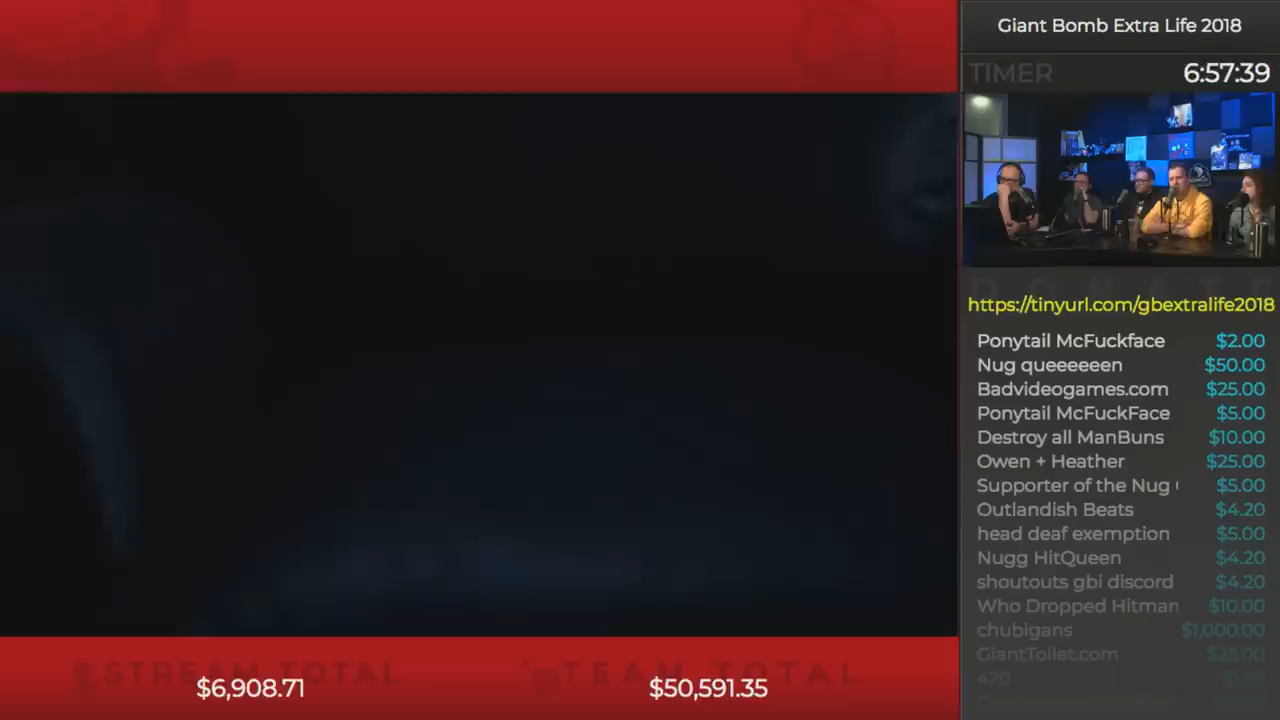 Giant Bomb Extra Life 2018
TIMER
6:57:39
DONATE
https://tinyurl.com/gbextralife2018
Ponytail McFuckface $2.00
Nug queeeeeen $50.00
Badvideogames.com $25.00
Ponytail McFuckFace $5.00
Destroy all ManBuns $10.00
Owen + Heather $25.00
Supporter of the Nug $5.00
Outlandish Beats $4.20
head deaf exemption $5.00
Nugg HitQueen $4.20
shoutouts gbi discord $4.20
Who Dropped Hitman $10.00
chubigans $1,000.00
GiantToilet.com $25.00
420
STREAM TOTAL
$6,908.71
TEAM TOTAL
$50,591.35